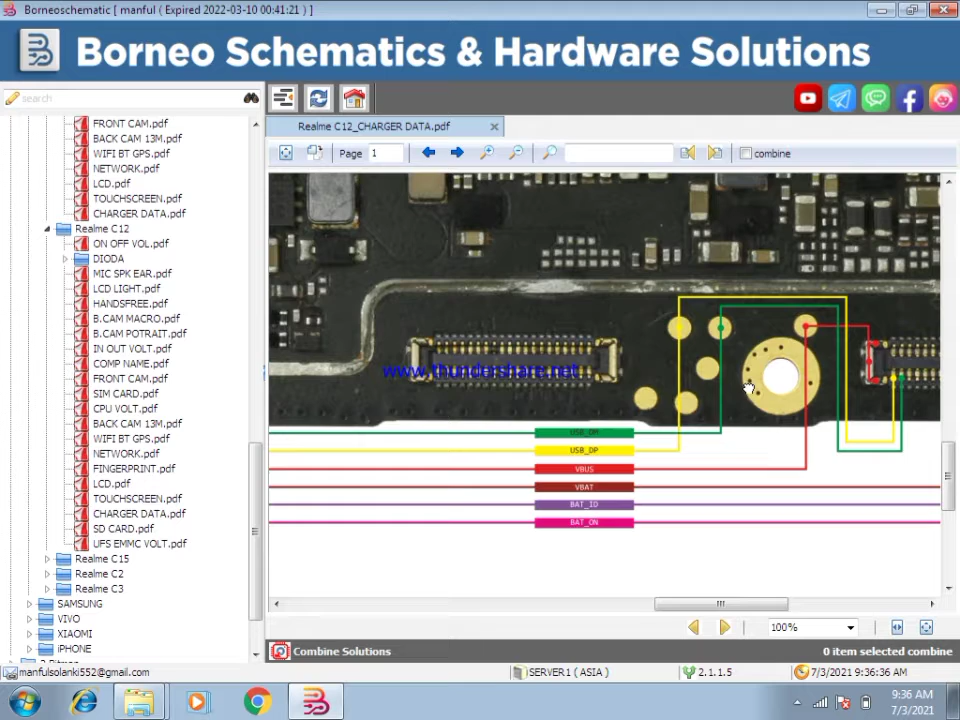 Borneoschematic [ manful ( Expired 2022-03-10 00:41:21 ) ]
Borneo Schematics & Hardware Solutions
search
Realme C12_CHARGER DATA.pdf
Page 1
combine
FRONT CAM.pdf
BACK CAM 13M.pdf
WIFI BT GPS.pdf
NETWORK.pdf
LCD.pdf
TOUCHSCREEN.pdf
CHARGER DATA.pdf
Realme C12
ON OFF VOL.pdf
DIODA
MIC SPK EAR.pdf
LCD LIGHT.pdf
HANDSFREE.pdf
B.CAM MACRO.pdf
B.CAM POTRAIT.pdf
IN OUT VOLT.pdf
COMP NAME.pdf
FRONT CAM.pdf
SIM CARD.pdf
CPU VOLT.pdf
BACK CAM 13M.pdf
WIFI BT GPS.pdf
NETWORK.pdf
FINGERPRINT.pdf
LCD.pdf
TOUCHSCREEN.pdf
CHARGER DATA.pdf
SD CARD.pdf
UFS EMMC VOLT.pdf
Realme C15
Realme C2
Realme C3
SAMSUNG
VIVO
XIAOMI
iPHONE
www.thundershare.net
USB_DM
USB_DP
VBUS
VBAT
BAT_ID
BAT_ON
100%
Combine Solutions
0 item selected combine
manfulsolanki552@gmail.com
SERVER1 ( ASIA )
2.1.1.5
7/3/2021 9:36:36 AM
9:36 AM
7/3/2021